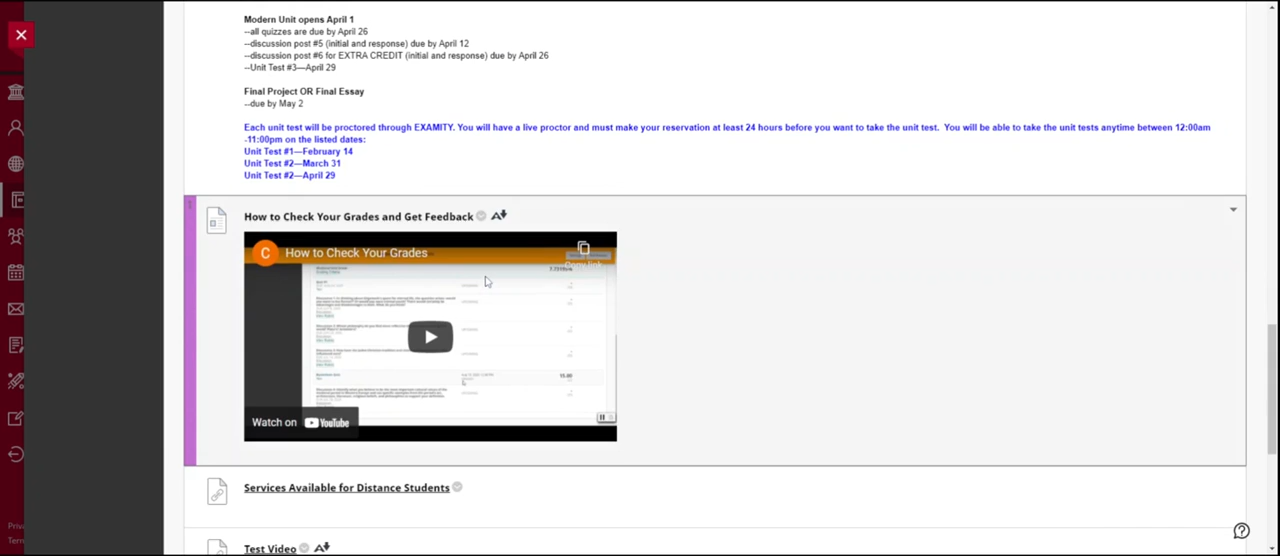 Modern Unit opens April 1
--all quizzes are due by April 26
--discussion post #5 (initial and response) due by April 12
--discussion post #6 for EXTRA CREDIT (initial and response) due by April 26
--Unit Test #3—April 29
Final Project OR Final Essay
--due by May 2
Each unit test will be proctored through EXAMITY. You will have a live proctor and must make your reservation at least 24 hours before you want to take the unit test.  You will be able to take the unit tests anytime between 12:00am
-11:00pm on the listed dates:
Unit Test #1—February 14
Unit Test #2—March 31
Unit Test #2—April 29
How to Check Your Grades and Get Feedback
C How to Check Your Grades
Copy link
15.00
Watch on YouTube
Services Available for Distance Students
Priv
Term
Test Video